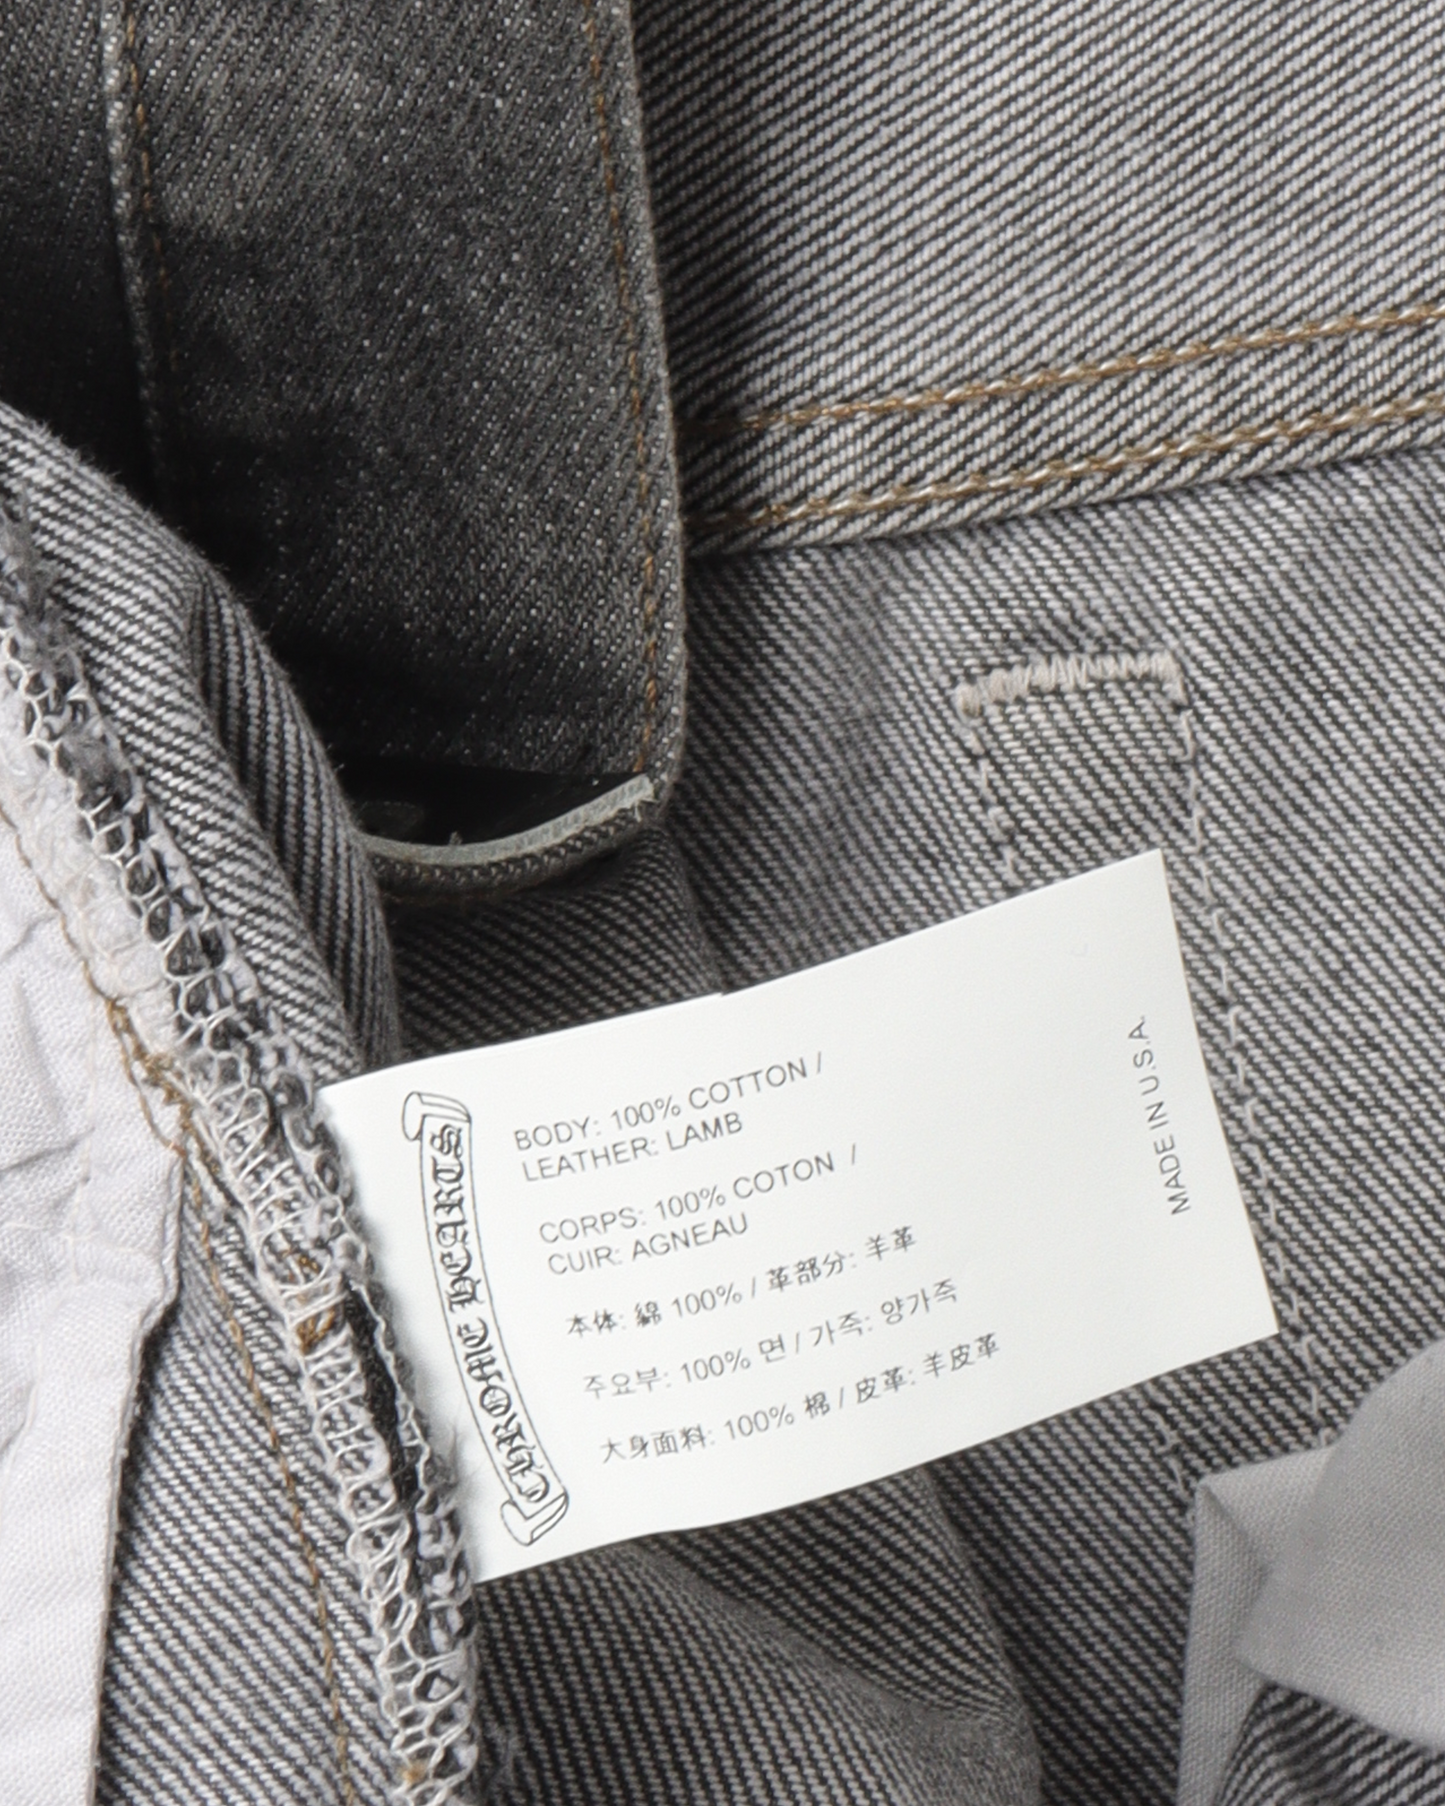 CHROME HEARTS
BODY: 100% COTTON /
LEATHER: LAMB
CORPS: 100% COTON /
CUIR: AGNEAU
本体: 綿 100% / 革部分: 羊革
주요부: 100% 면 / 가죽: 양가죽
大身面料: 100% 棉 / 皮革: 羊皮革
MADE IN U.S.A.